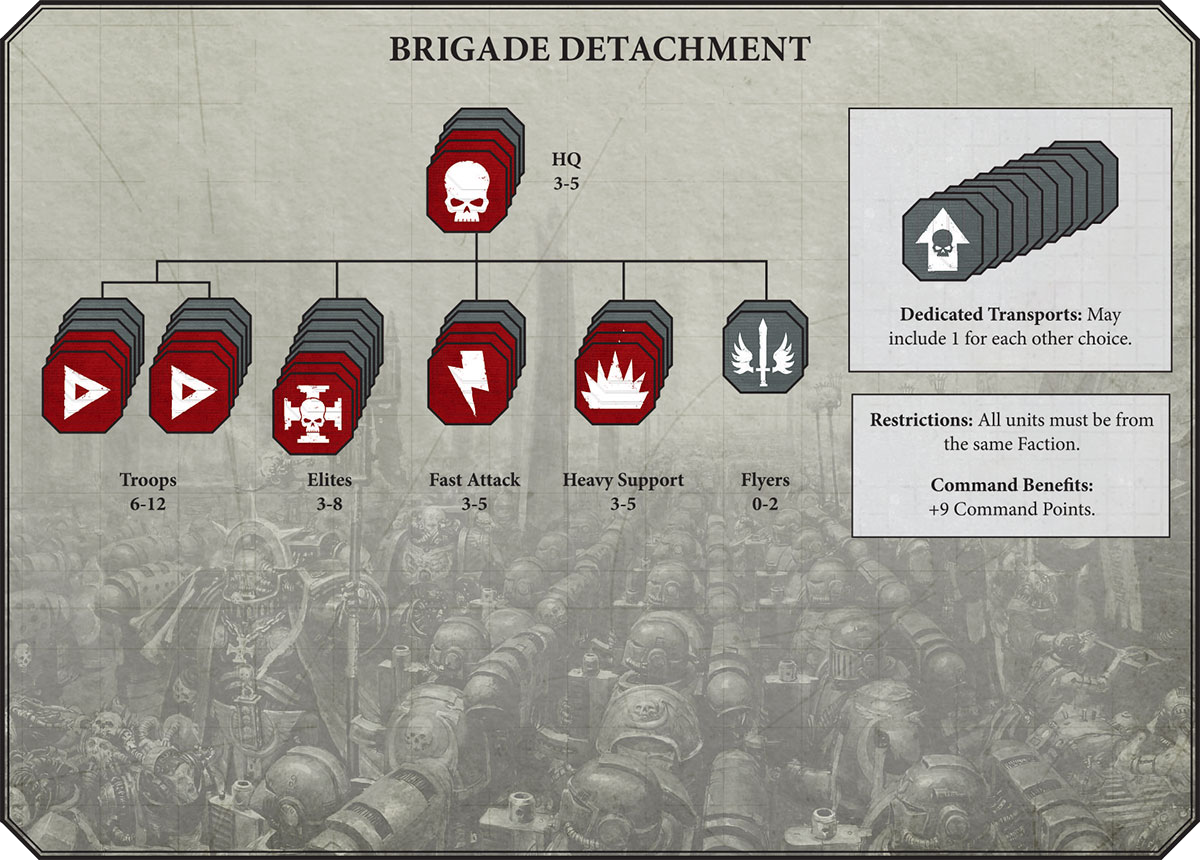 BRIGADE DETACHMENT
HQ
3-5
Troops
6-12
Elites
3-8
Fast Attack
3-5
Heavy Support
3-5
Flyers
0-2
Dedicated Transports: May
include 1 for each other choice.
Restrictions: All units must be from
the same Faction.
Command Benefits:
+9 Command Points.